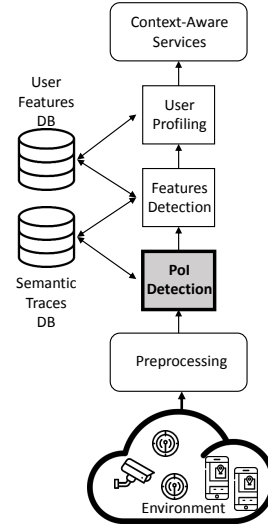 Context-Aware
Services
User
Features
DB
User
Profiling
Features
Detection
Semantic
Traces
DB
PoI
Detection
Preprocessing
Environment